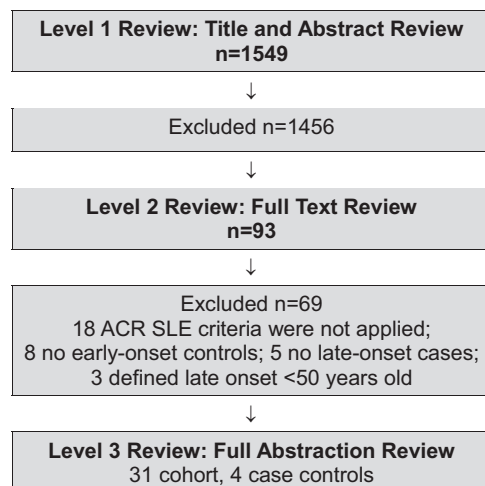 Level 1 Review: Title and Abstract Review
n=1549
↓
Excluded n=1456
↓
Level 2 Review: Full Text Review
n=93
↓
Excluded n=69
18 ACR SLE criteria were not applied;
8 no early-onset controls; 5 no late-onset cases;
3 defined late onset <50 years old
↓
Level 3 Review: Full Abstraction Review
31 cohort, 4 case controls